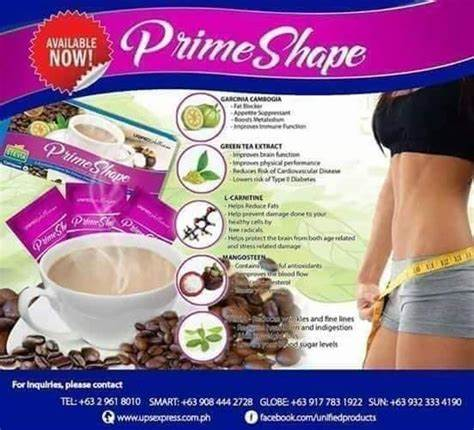 AVAILABLE
NOW!
PrimeShape
GARCINIA CAMBOGIA
- Fat Blocker
- Appetite Suppressant
- Boosts Metabolism
- Improves Immune Function
GREEN TEA EXTRACT
- Improves brain function
- Improves physical performance
- Reduces Risk of Cardiovascular Disease
- Lowers risk of Type II Diabetes
L-CARNITINE
- Helps Reduce Fats
- Help prevent damage done to your
healthy cells by
free radicals
- Helps protect the brain from both age related
and stress related damage
MANGOSTEEN
- Contains antioxidants
the blood flow
STEVIA
PrimeShape
PrimeShape
and fine lines
and indigestion
sugar levels
For Inquiries, please contact
TEL: +63 2 961 8010 SMART: +63 908 444 2728 GLOBE: +63 917 783 1922 SUN: +63 932 333 4190
www.upsexpress.com.ph facebook.com/unifiedproducts